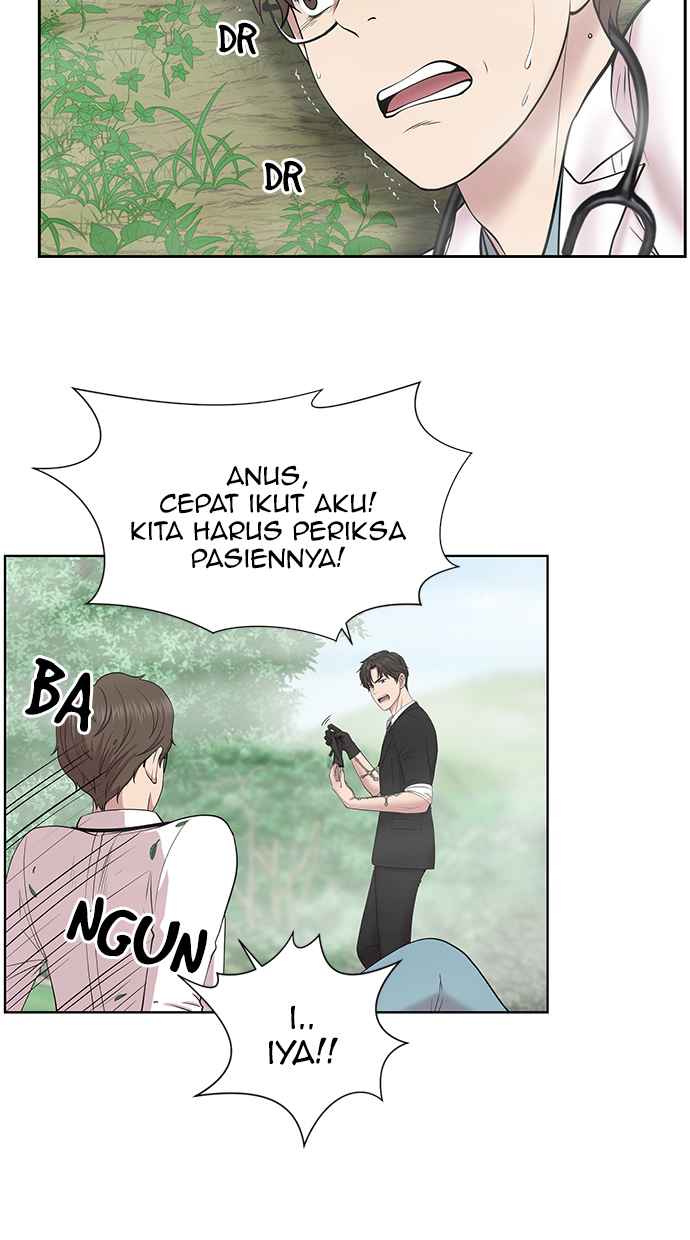 DR
DR
ANUS,
CEPAT IKUT AKU!
KITA HARUS PERIKSA
PASIENNYA!
BA
NGUN
I..
IYA!!